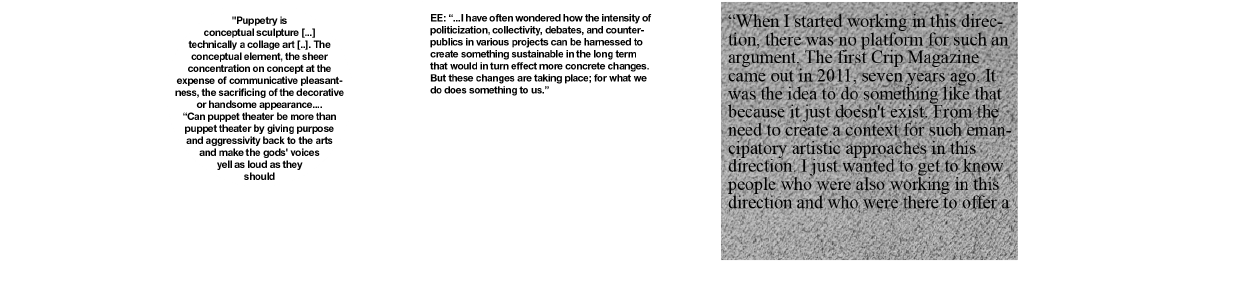 "Puppetry is
conceptual sculpture [...]
technically a collage art [..]. The
conceptual element, the sheer
concentration on concept at the
expense of communicative pleasant-
ness, the sacrificing of the decorative
or handsome appearance....
“Can puppet theater be more than
puppet theater by giving purpose
and aggressivity back to the arts
and make the gods' voices
yell as loud as they
should
EE: “...I have often wondered how the intensity of
politicization, collectivity, debates, and counter-
publics in various projects can be harnessed to
create something sustainable in the long term
that would in turn effect more concrete changes.
But these changes are taking place; for what we
do does something to us.”
“When I started working in this direc-
tion, there was no platform for such an
argument. The first Crip Magazine
came out in 2011, seven years ago. It
was the idea to do something like that
because it just doesn't exist. From the
need to create a context for such eman-
cipatory artistic approaches in this
direction. I just wanted to get to know
people who were also working in this
direction and who were there to offer a